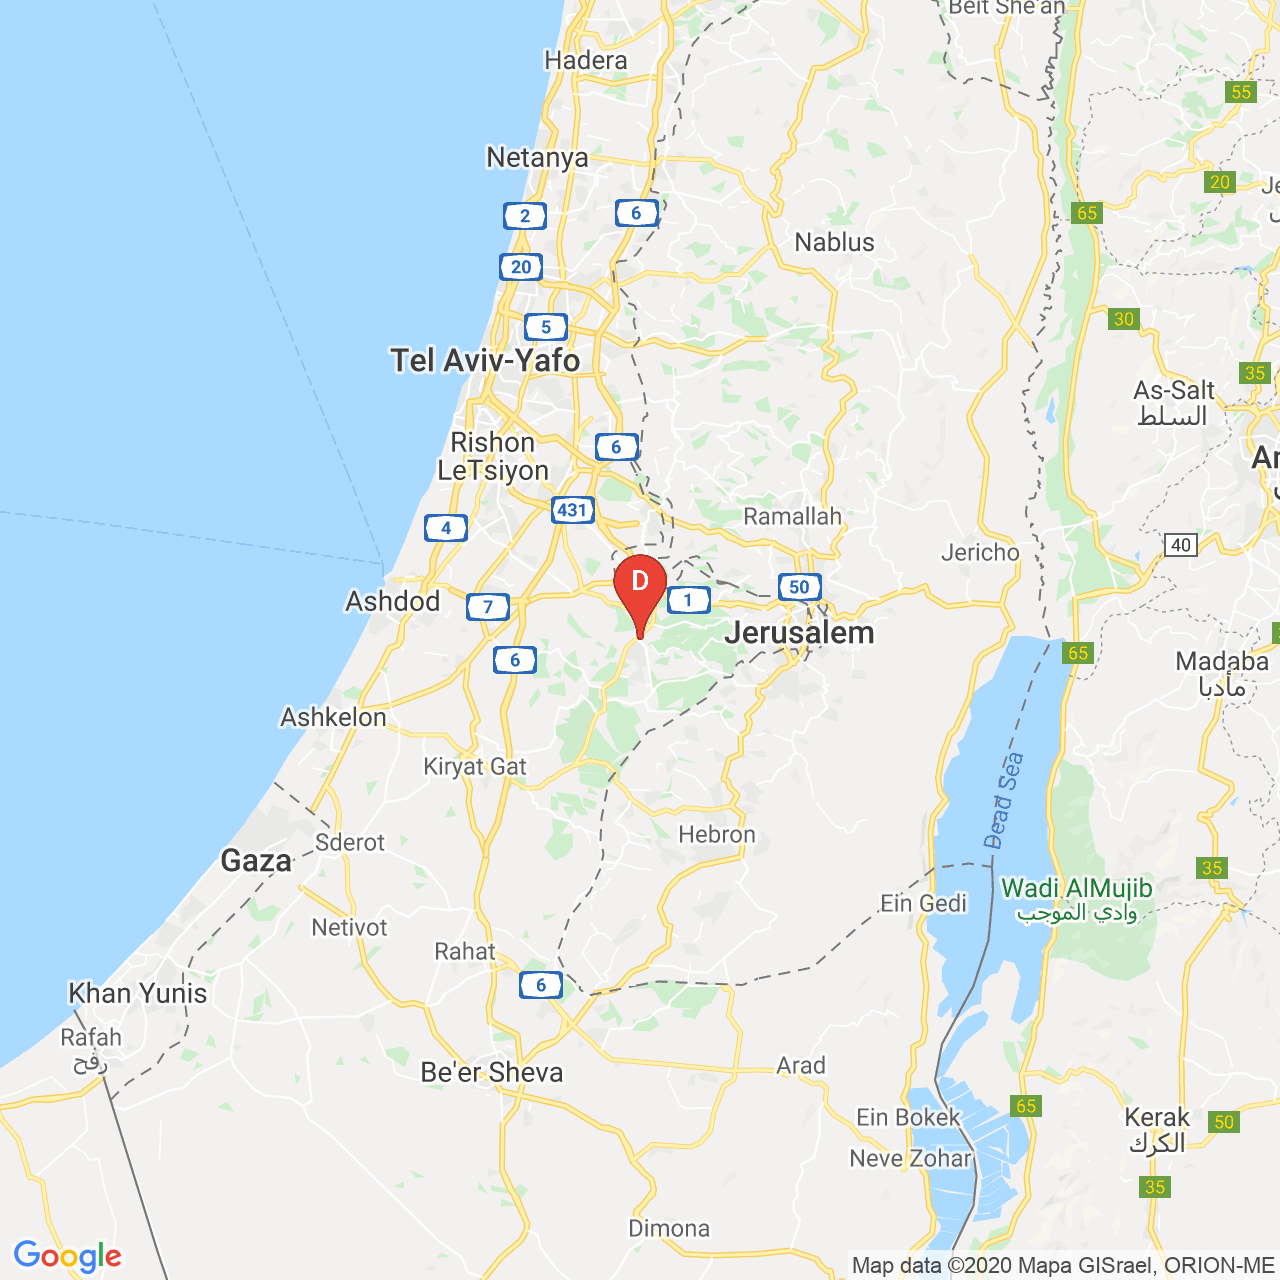 Beit She'an
Hadera
55
Netanya
20
2
6
65
Nablus
20
5
30
Tel Aviv-Yafo
35
As-Salt
السلط
Rishon
LeTsiyon
6
431
4
Ramallah
40
Jericho
D
50
Ashdod
7
1
Jerusalem
6
65
Madaba
مأدبا
Ashkelon
Kiryat Gat
Dead Sea
Hebron
Sderot
Gaza
35
Wadi AlMujib
وادي الموجب
Ein Gedi
Netivot
Rahat
6
Khan Yunis
Rafah
رفح
Be'er Sheva
Arad
65
Ein Bokek
Kerak
الكرك
50
Neve Zohar
35
Dimona
Google
Map data ©2020 Mapa GISrael, ORION-ME